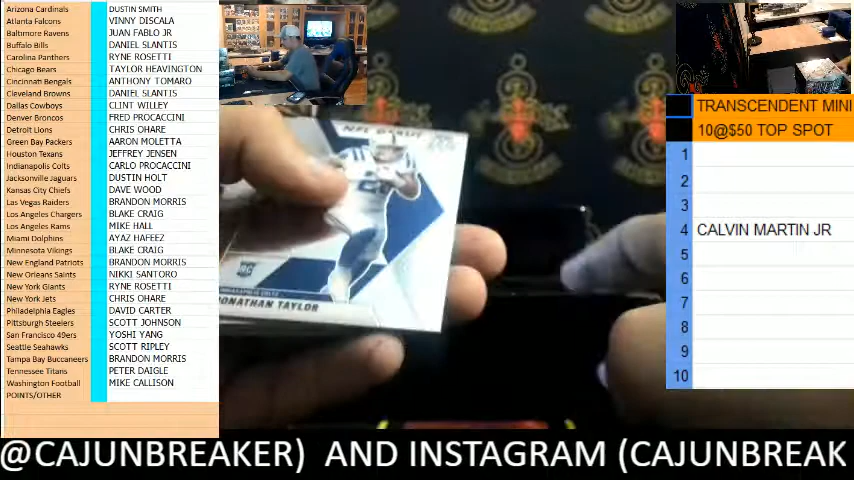 Arizona Cardinals DUSTIN SMITH
Atlanta Falcons VINNY DISCALA
Baltimore Ravens JUAN FABLO JR
Buffalo Bills DANIEL SLANTIS
Carolina Panthers RYNE ROSETTI
Chicago Bears TAYLOR HEAVINGTON
Cincinnati Bengals ANTHONY TOMARO
Cleveland Browns DANIEL SLANTIS
Dallas Cowboys CLINT WILLEY
Denver Broncos FRED PROCACCINI
Detroit Lions CHRIS OHARE
Green Bay Packers AARON MOLETTA
Houston Texans JEFFREY JENSEN
Indianapolis Colts CARLO PROCACCINI
Jacksonville Jaguars DUSTIN HOLT
Kansas City Chiefs DAVE WOOD
Las Vegas Raiders BRANDON MORRIS
Los Angeles Chargers BLAKE CRAIG
Los Angeles Rams MIKE HALL
Miami Dolphins AYAZ HAFEEZ
Minnesota Vikings BLAKE CRAIG
New England Patriots BRANDON MORRIS
New Orleans Saints NIKKI SANTORO
New York Giants RYNE ROSETTI
New York Jets CHRIS OHARE
Philadelphia Eagles DAVID CARTER
Pittsburgh Steelers SCOTT JOHNSON
San Francisco 49ers YOSHI YANG
Seattle Seahawks SCOTT RIPLEY
Tampa Bay Buccaneers BRANDON MORRIS
Tennessee Titans PETER DAIGLE
Washington Football MIKE CALLISON
POINTS/OTHER
NFL DEBUT
RC
INDIANAPOLIS COLTS
JONATHAN TAYLOR
TRANSCENDENT MINI
10@$50 TOP SPOT
1
2
3
4 CALVIN MARTIN JR
5
6
7
8
9
10
@CAJUNBREAKER) AND INSTAGRAM (CAJUNBREAK